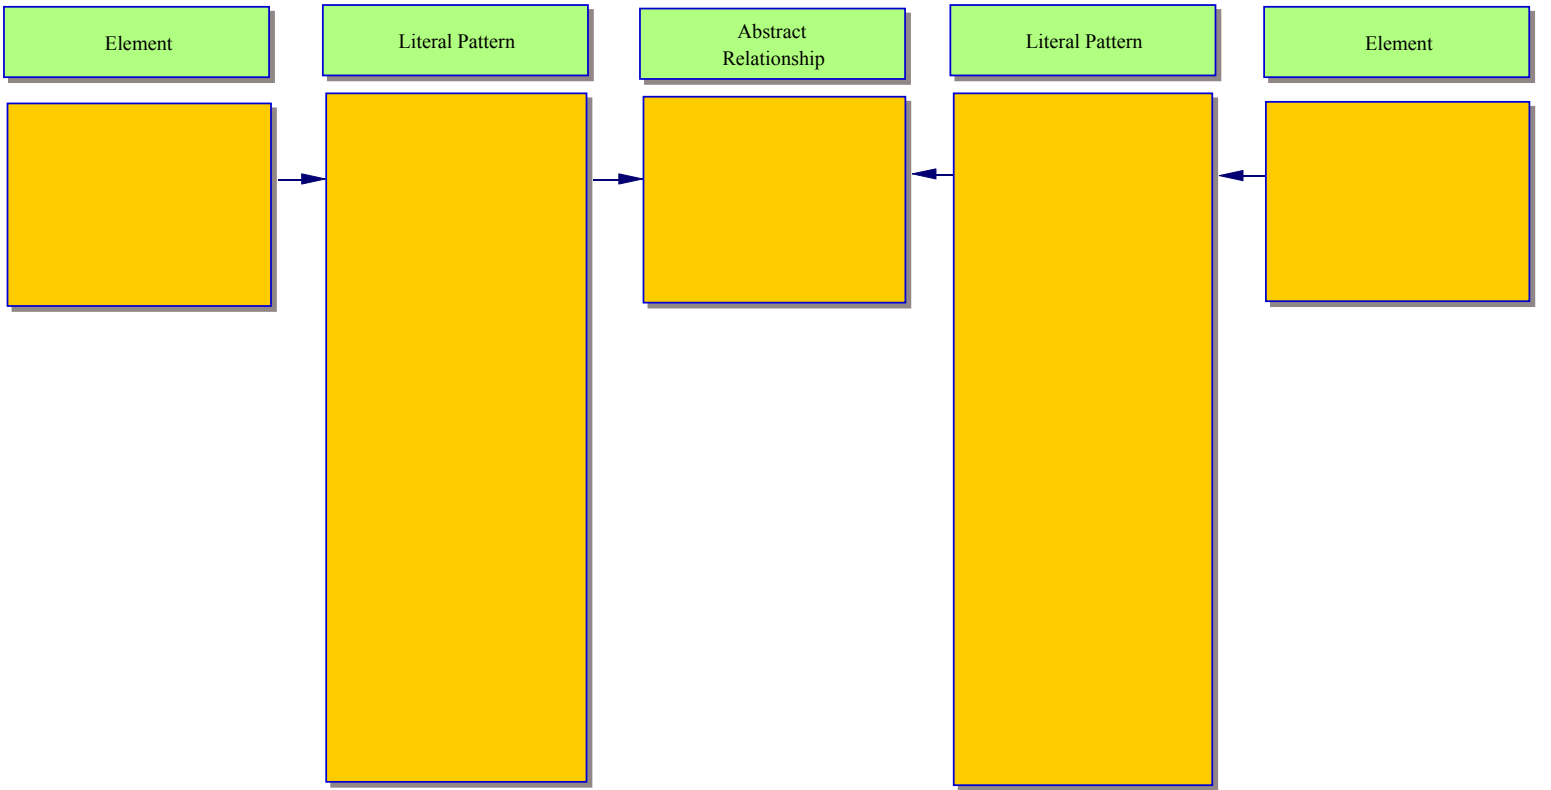 Element
Literal Pattern
Abstract
Relationship
Literal Pattern
Element